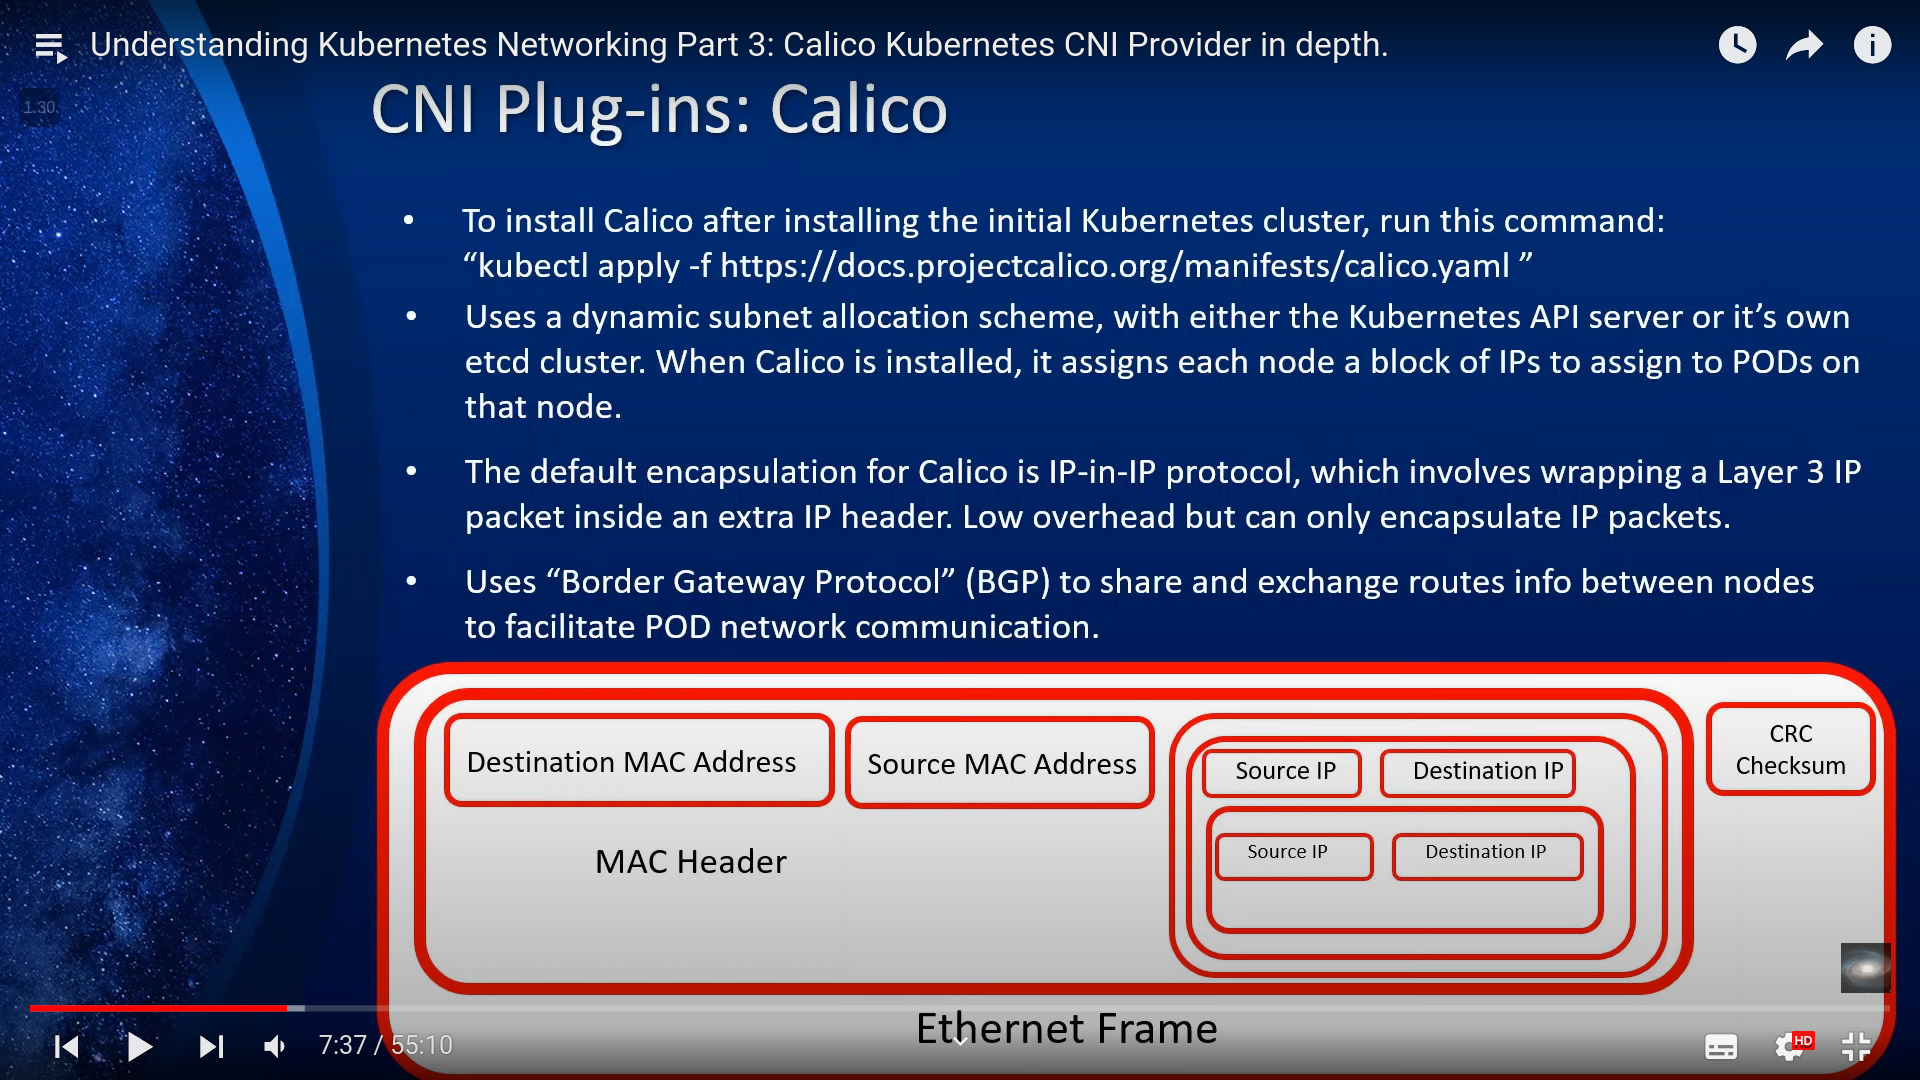 Understanding Kubernetes Networking Part 3: Calico Kubernetes CNI Provider in depth.
1.30
CNI Plug-ins: Calico
• To install Calico after installing the initial Kubernetes cluster, run this command:
“kubectl apply -f https://docs.projectcalico.org/manifests/calico.yaml ”
• Uses a dynamic subnet allocation scheme, with either the Kubernetes API server or it’s own
etcd cluster. When Calico is installed, it assigns each node a block of IPs to assign to PODs on
that node.
• The default encapsulation for Calico is IP-in-IP protocol, which involves wrapping a Layer 3 IP
packet inside an extra IP header. Low overhead but can only encapsulate IP packets.
• Uses “Border Gateway Protocol” (BGP) to share and exchange routes info between nodes
to facilitate POD network communication.
Destination MAC Address
Source MAC Address
Source IP
Destination IP
CRC
Checksum
Source IP
Destination IP
MAC Header
Ethernet Frame
7:37 / 55:10
HD